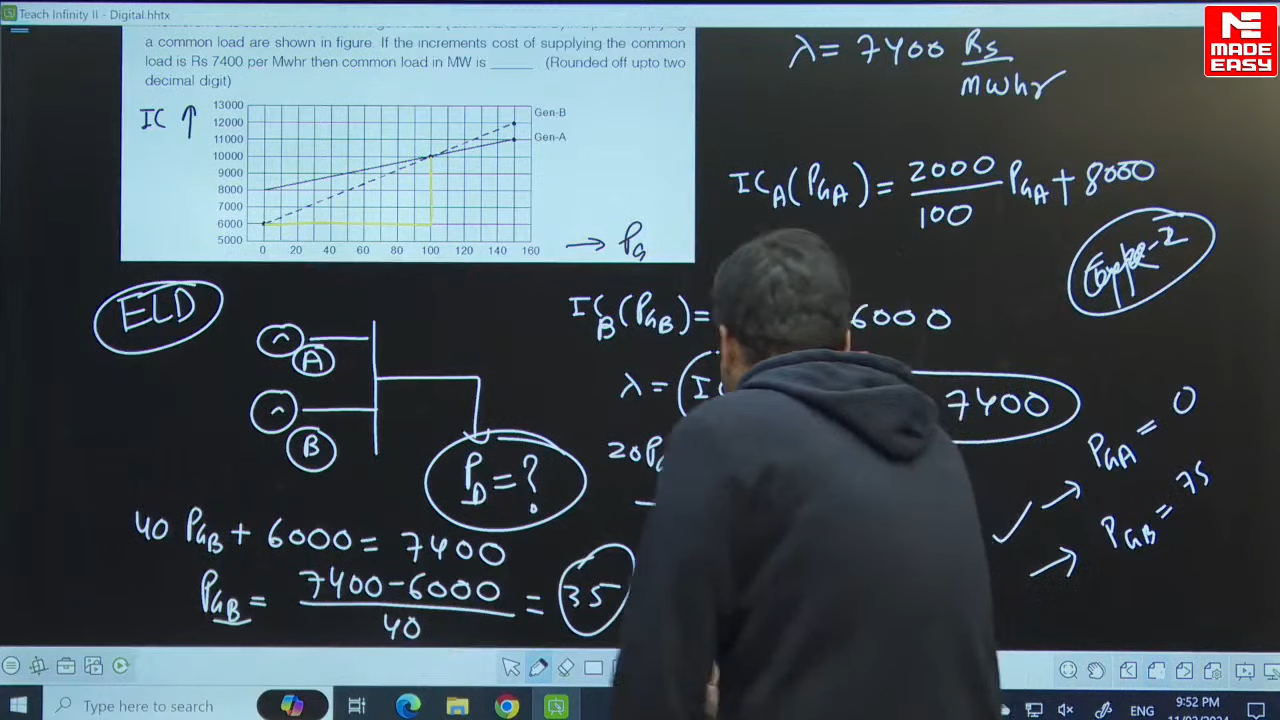 Teach Infinity II - Digital.hhtx
a common load are shown in figure. If the increments cost of supplying the common
load is Rs 7400 per Mwhr then common load in MW is ______ (Rounded off upto two
decimal digit)
IC ↑
13000
12000
11000
10000
9000
8000
7000
6000
5000
0 20 40 60 80 100 120 140 160
Gen-B
Gen-A
→ PG
λ = 7400 Rs/Mwhr
MADE EASY
ICA(PGA) = 2000/100 PGA + 8000
ICB(PGB) = 6000
λ = (I 7400
20P
ELD
A
B
PD = ?
PGA = 0
PGB = 75
40 PGB + 6000 = 7400
PGB = 7400 - 6000 / 40 = 35
Type here to search
ENG
9:52 PM